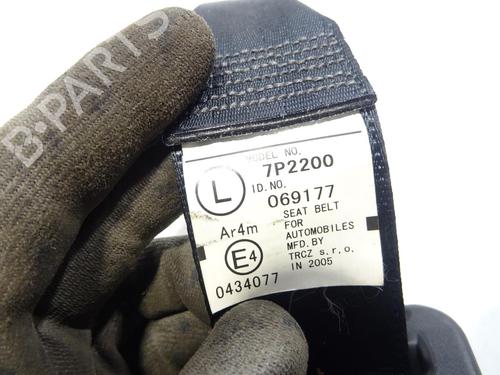 B-PARTS
MODEL NO.
7P2200
L
ID.NO.
069177
Ar4m
SEAT BELT
FOR
AUTOMOBILES
MFD.BY
TRCZ s.r.o.
IN 2005
E4
0434077